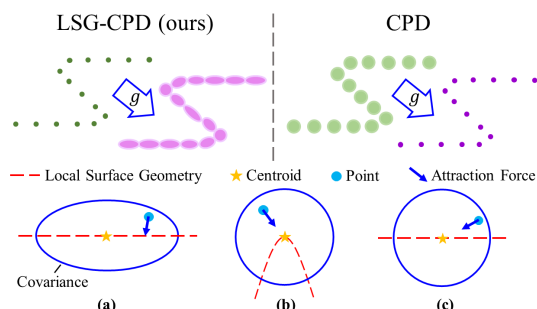 LSG-CPD (ours)
CPD
g
g
Local Surface Geometry
Centroid
Point
Attraction Force
Covariance
(a)
(b)
(c)